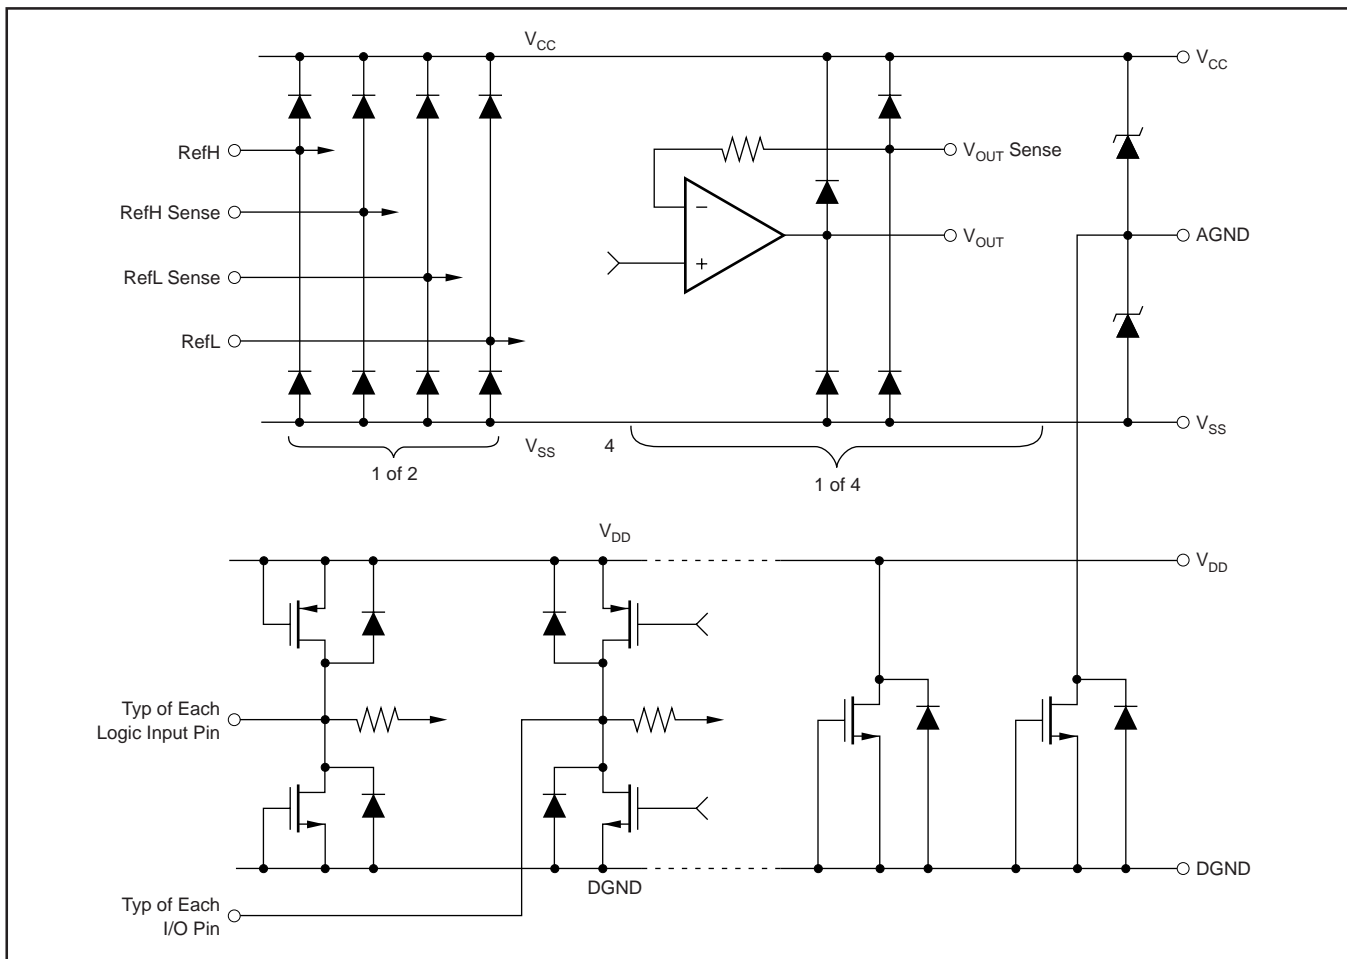 V_CC
V_CC
RefH
V_OUT Sense
RefH Sense
V_OUT
AGND
RefL Sense
RefL
V_SS
V_SS
4
1 of 2
1 of 4
V_DD
V_DD
Typ of Each
Logic Input Pin
DGND
DGND
Typ of Each
I/O Pin